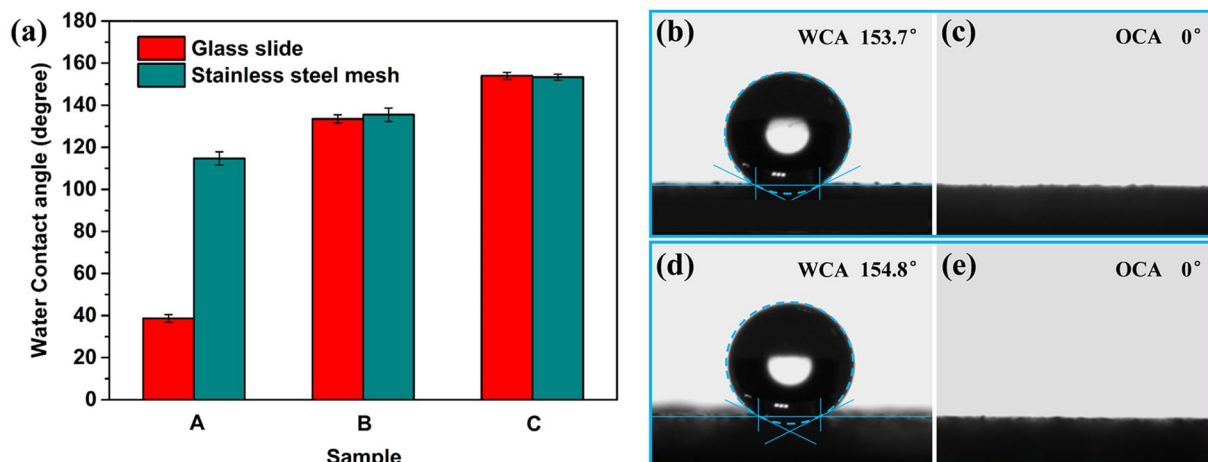 (a)
Water Contact angle (degree)
180
160
140
120
100
80
60
40
20
0
Glass slide
Stainless steel mesh
A B C
Sample
(b) WCA 153.7°
(c) OCA 0°
(d) WCA 154.8°
(e) OCA 0°